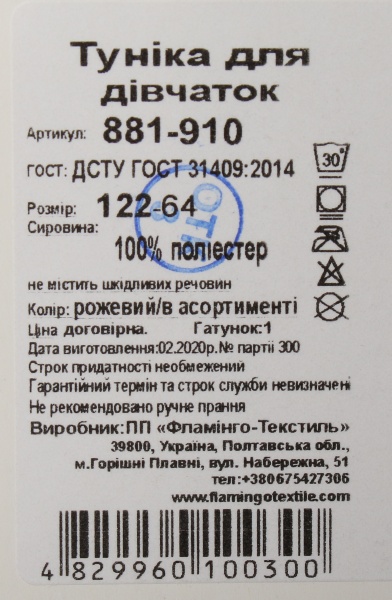 Туніка для
дівчаток
Артикул: 881-910
ГОСТ: ДСТУ ГОСТ 31409:2014
Розмір: 122-64
Сировина:
100% поліестер
не містить шкідливих речовин
Колір: рожевий/в асортименті
Ціна договірна. Гатунок:1
Дата виготовлення:02.2020р.№ партії 300
Строк придатності необмежений
Гарантійний термін та строк служби невизначені
Не рекомендовано ручне прання
Виробник:ПП «Фламінго-Текстиль»
39800, Україна, Полтавська обл.,
м.Горішні Плавні, вул. Набережна, 51
тел:+380675427306
www.flamingotextile.com
4 829960 100300
30°
ОТК